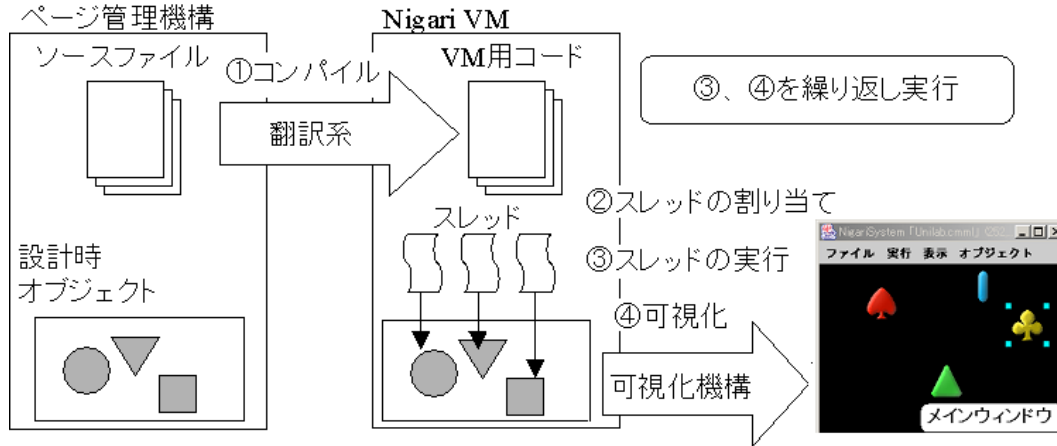 ページ管理機構
ソースファイル
①コンパイル
翻訳系
設計時
オブジェクト
Nigari VM
VM用コード
スレッド
③、④を繰り返し実行
②スレッドの割り当て
③スレッドの実行
④可視化
可視化機構
NigariSystem「Unilab.cmml」
ファイル 実行 表示 オブジェクト
メインウィンドウ